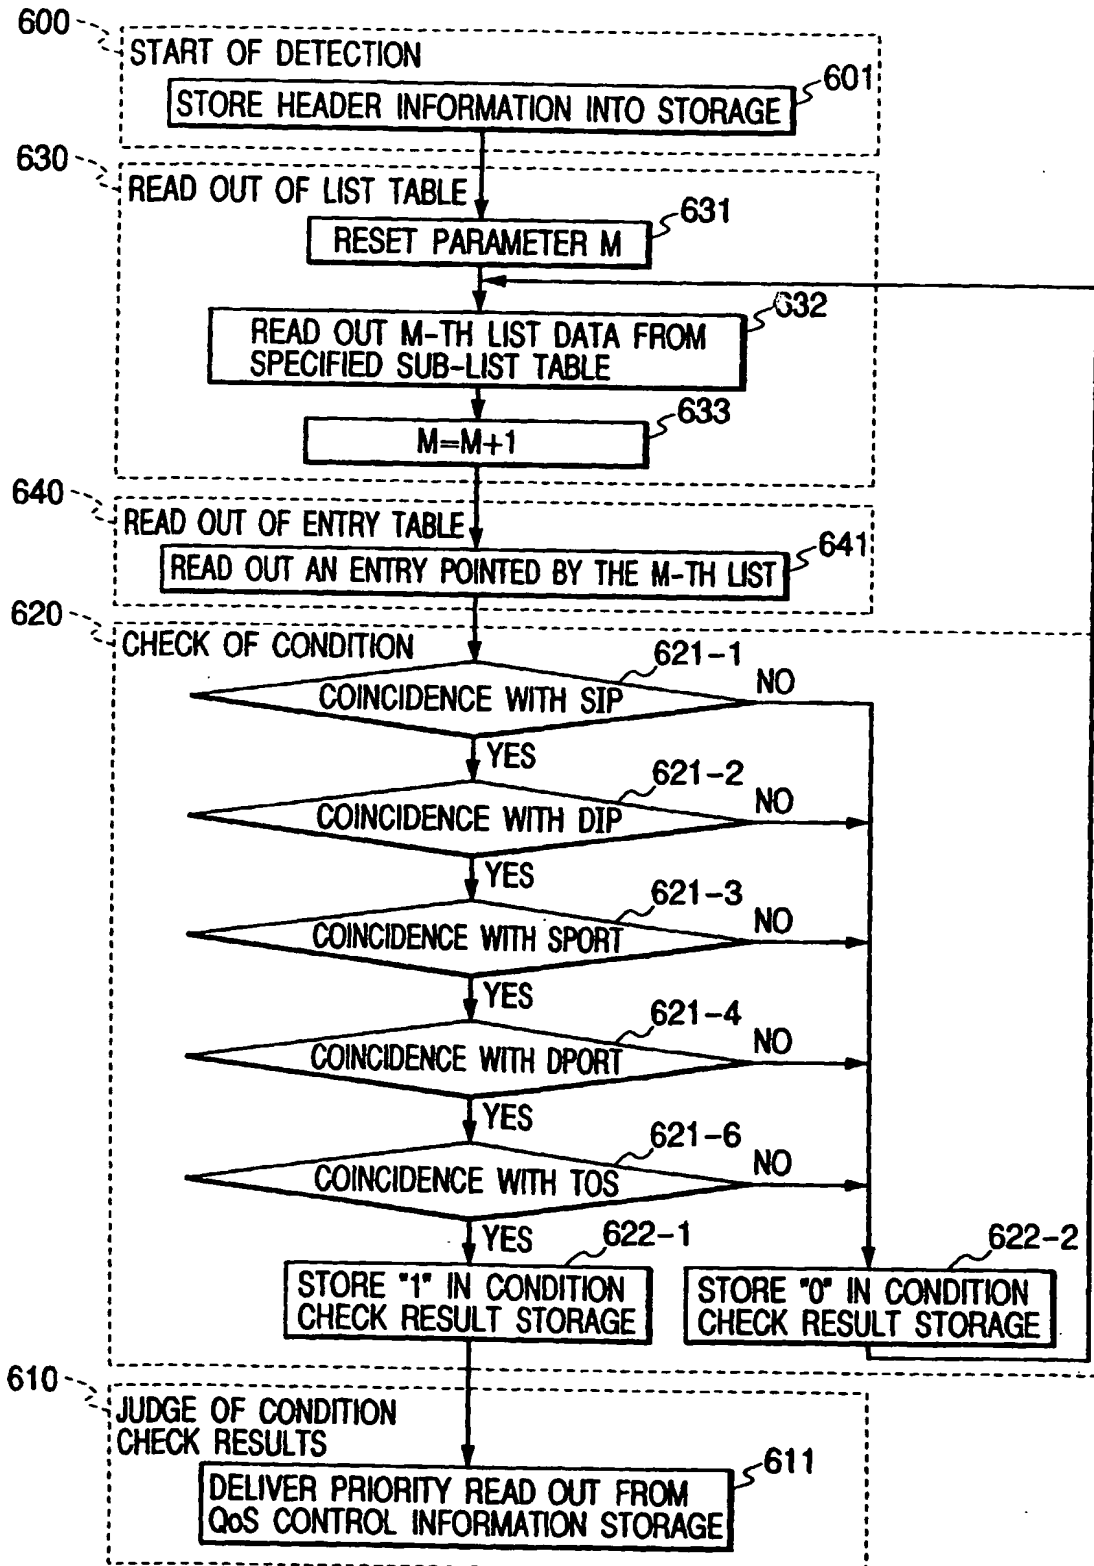 600
START OF DETECTION
601
STORE HEADER INFORMATION INTO STORAGE
630
READ OUT OF LIST TABLE
631
RESET PARAMETER M
632
READ OUT M-TH LIST DATA FROM
SPECIFIED SUB-LIST TABLE
633
M=M+1
640
READ OUT OF ENTRY TABLE
641
READ OUT AN ENTRY POINTED BY THE M-TH LIST
620
CHECK OF CONDITION
621-1
COINCIDENCE WITH SIP
NO
YES
621-2
COINCIDENCE WITH DIP
NO
YES
621-3
COINCIDENCE WITH SPORT
NO
YES
621-4
COINCIDENCE WITH DPORT
NO
YES
621-6
COINCIDENCE WITH TOS
NO
YES
622-1
STORE "1" IN CONDITION
CHECK RESULT STORAGE
622-2
STORE "0" IN CONDITION
CHECK RESULT STORAGE
610
JUDGE OF CONDITION
CHECK RESULTS
611
DELIVER PRIORITY READ OUT FROM
QoS CONTROL INFORMATION STORAGE